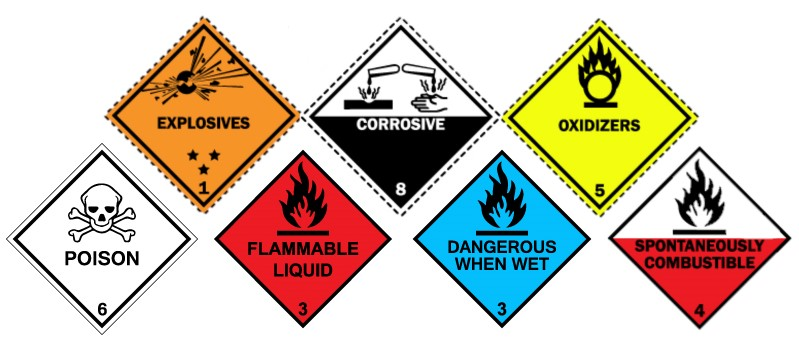 EXPLOSIVES
1
CORROSIVE
8
OXIDIZERS
5
POISON
6
FLAMMABLE
LIQUID
3
DANGEROUS
WHEN WET
3
SPONTANEOUSLY
COMBUSTIBLE
4